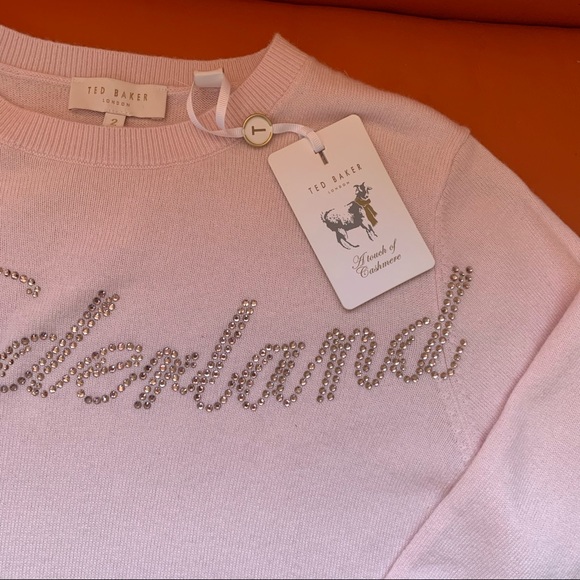 TED BAKER
LONDON
2
T
TED BAKER
LONDON
A touch of
Cashmere
derland